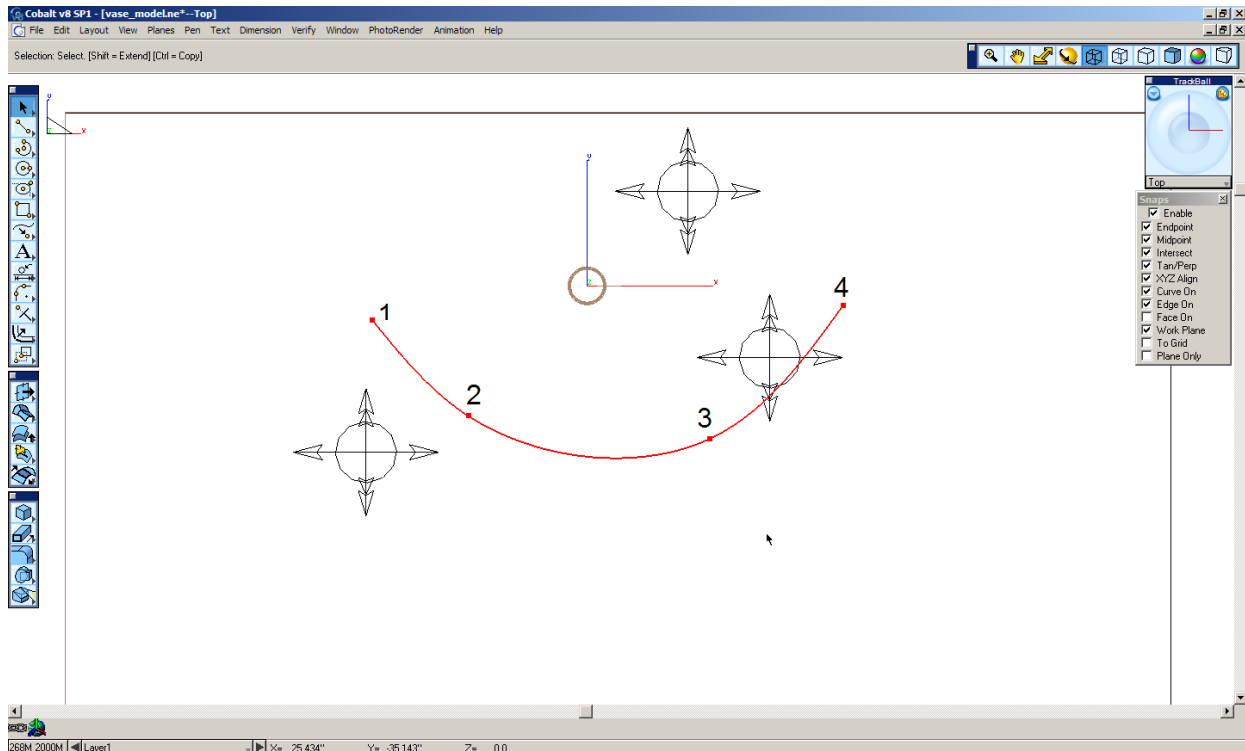 Cobalt v8 SP1 - [vase_model.ne*--Top]
File Edit Layout View Planes Pen Text Dimension Verify Window PhotoRender Animation Help
Selection: Select. [Shift = Extend] [Ctrl = Copy]
TrackBall
Top
Snaps
Enable
Endpoint
Midpoint
Intersect
Tan/Perp
XYZ Align
Curve On
Edge On
Face On
Work Plane
To Grid
Plane Only
y
x
z
y
x
z
1
2
3
4
A
268M 2000M Layer1 X= 25.434" Y= -35.143" Z= 0.0